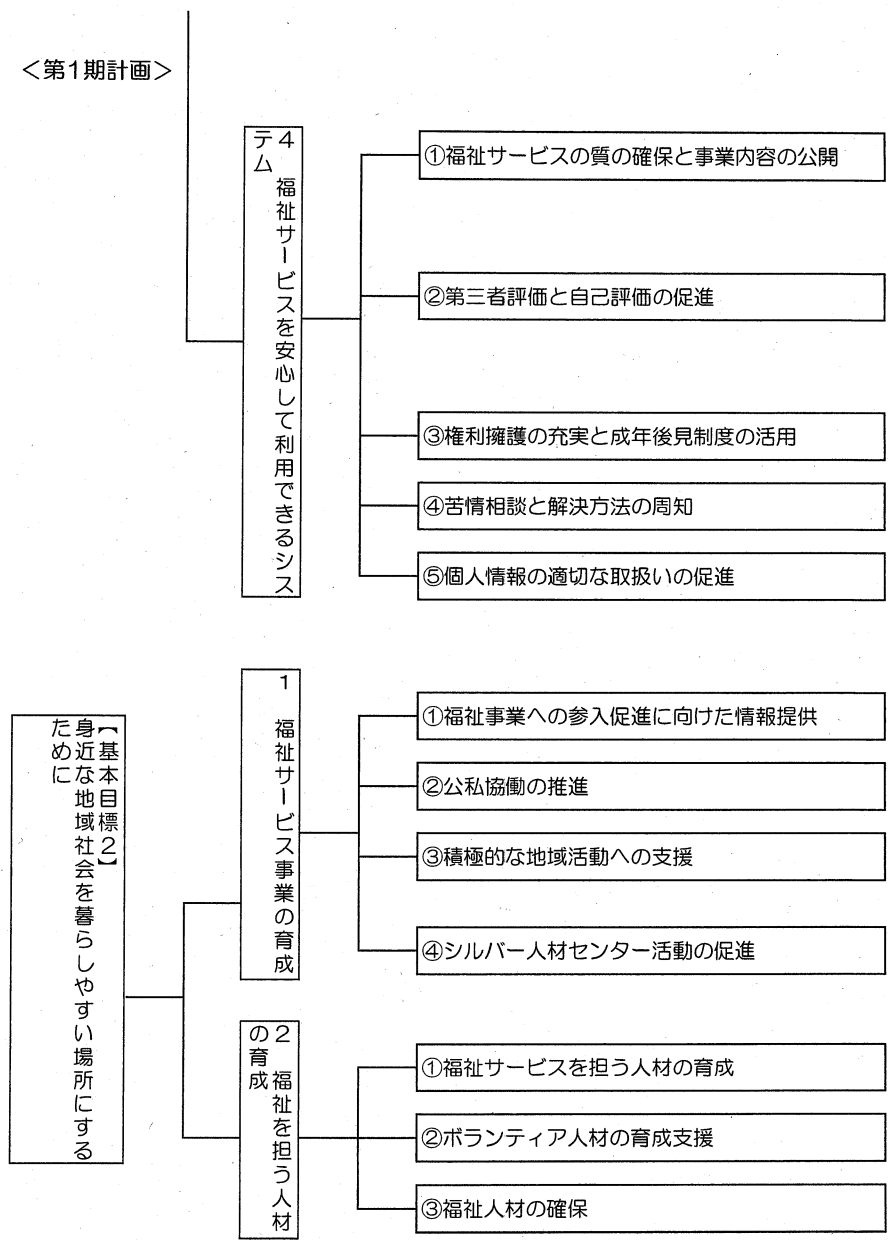 ＜第1期計画＞
4　福祉サービスを安心して利用できるシス
テム
①福祉サービスの質の確保と事業内容の公開
②第三者評価と自己評価の促進
③権利擁護の充実と成年後見制度の活用
④苦情相談と解決方法の周知
⑤個人情報の適切な取扱いの促進
【基本目標2】
身近な地域社会を暮らしやすい場所にする
ために
1　福祉サービス事業の育成
①福祉事業への参入促進に向けた情報提供
②公私協働の推進
③積極的な地域活動への支援
④シルバー人材センター活動の促進
2　福祉を担う人材
の育成
①福祉サービスを担う人材の育成
②ボランティア人材の育成支援
③福祉人材の確保